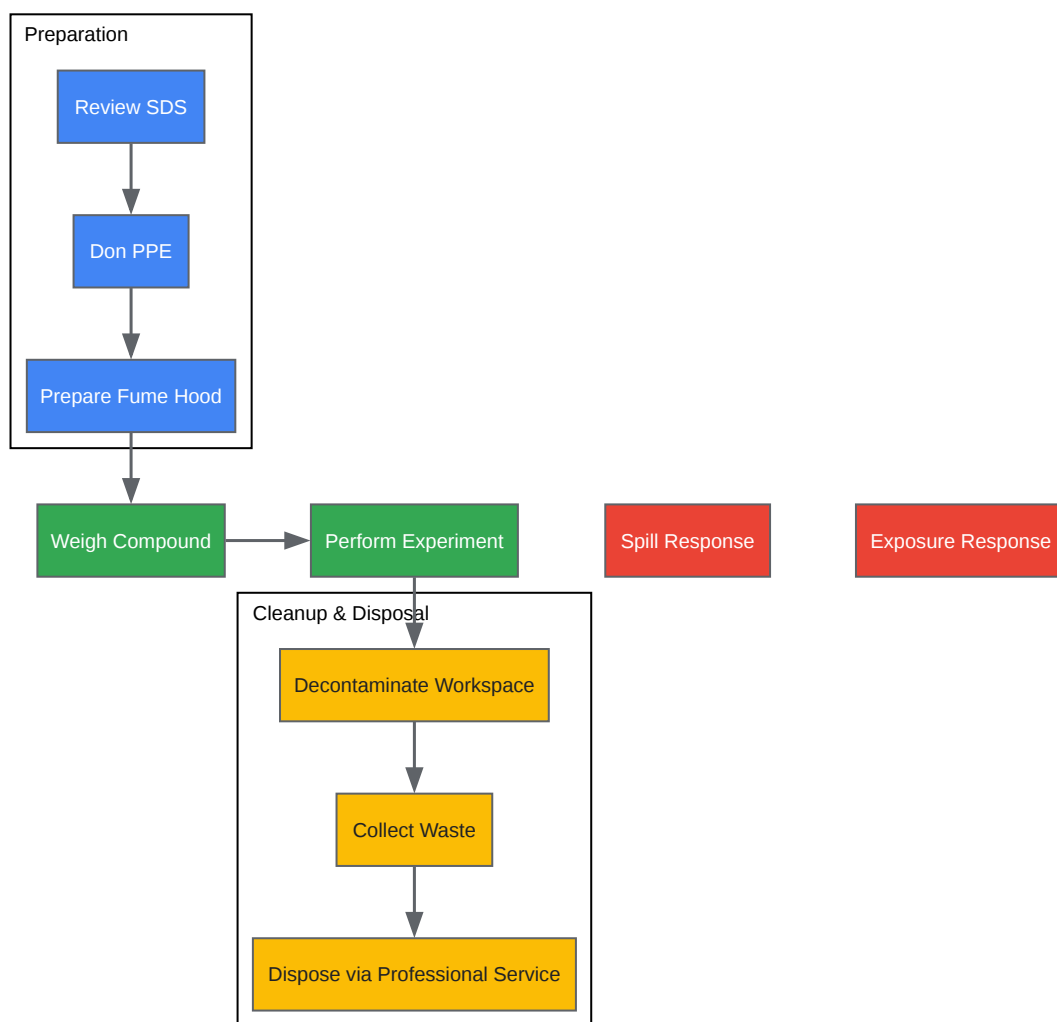 Preparation
Review SDS
Don PPE
Prepare Fume Hood
Weigh Compound
Perform Experiment
Spill Response
Exposure Response
Cleanup & Disposal
Decontaminate Workspace
Collect Waste
Dispose via Professional Service